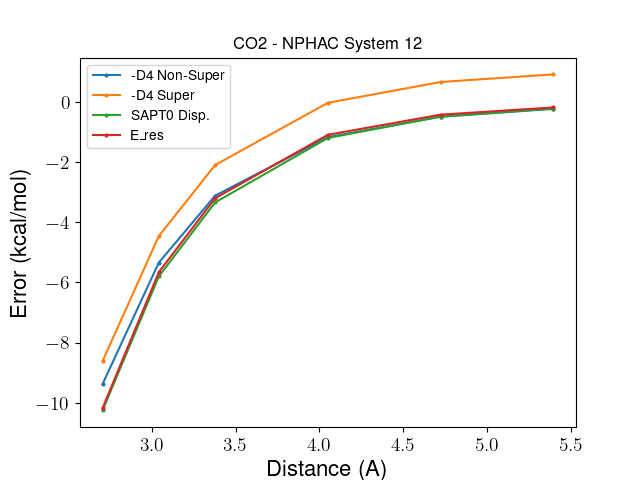 CO2 - NPHAC System 12
-D4 Non-Super
-D4 Super
SAPT0 Disp.
E_res
Error (kcal/mol)
0
−2
−4
−6
−8
−10
3.0 3.5 4.0 4.5 5.0 5.5
Distance (A)